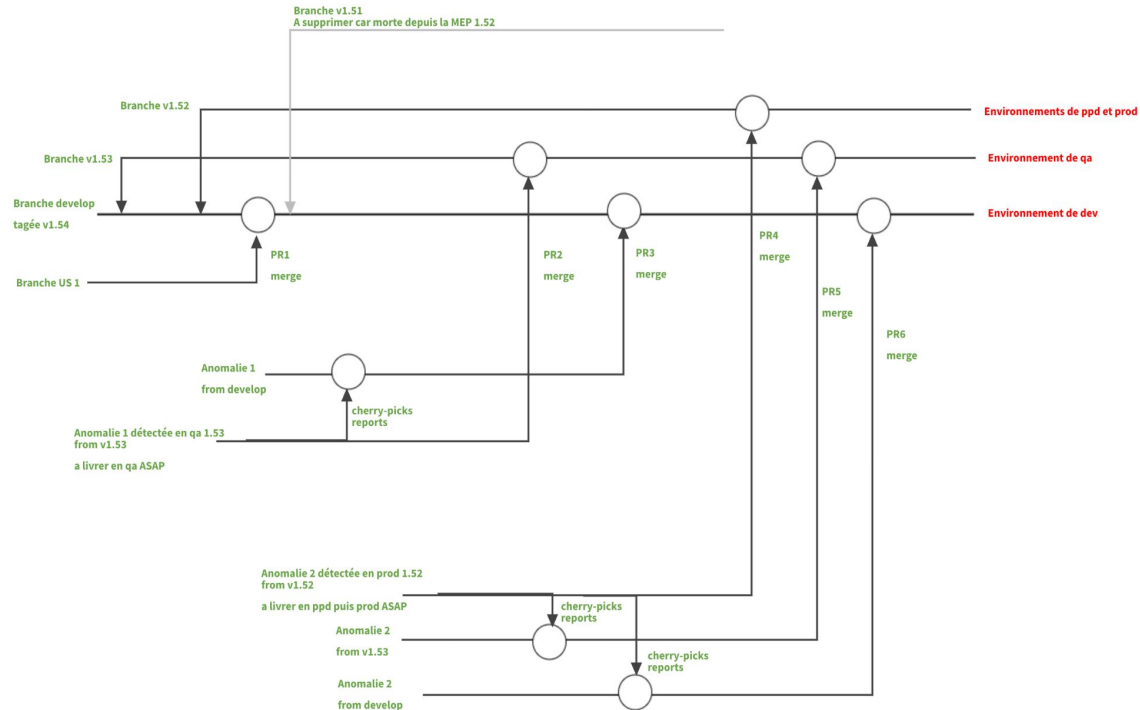 Branche v1.51
A supprimer car morte depuis la MEP 1.52
Branche v1.52
Environnements de ppd et prod
Branche v1.53
Environnement de qa
Branche develop
tagée v1.54
Environnement de dev
PR1
merge
PR2
merge
PR3
merge
PR4
merge
PR5
merge
PR6
merge
Branche US 1
Anomalie 1
from develop
cherry-picks
reports
Anomalie 1 détectée en qa 1.53
from v1.53
a livrer en qa ASAP
Anomalie 2 détectée en prod 1.52
from v1.52
a livrer en ppd puis prod ASAP
cherry-picks
reports
Anomalie 2
from v1.53
cherry-picks
reports
Anomalie 2
from develop